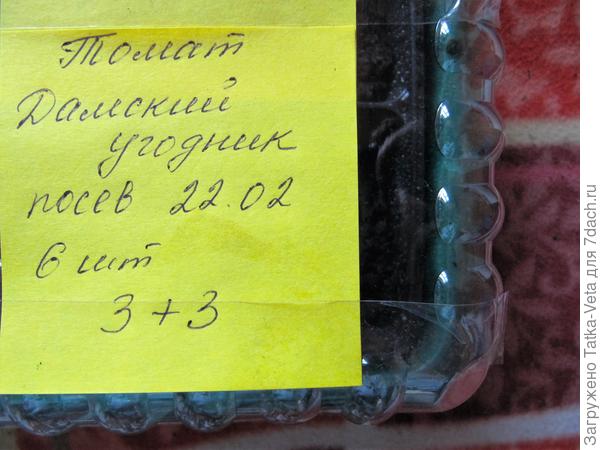 Томат
Дамский
угодник
посев 22.02
6 шт
3+3
Загружено Tatka-Veta для 7dach.ru